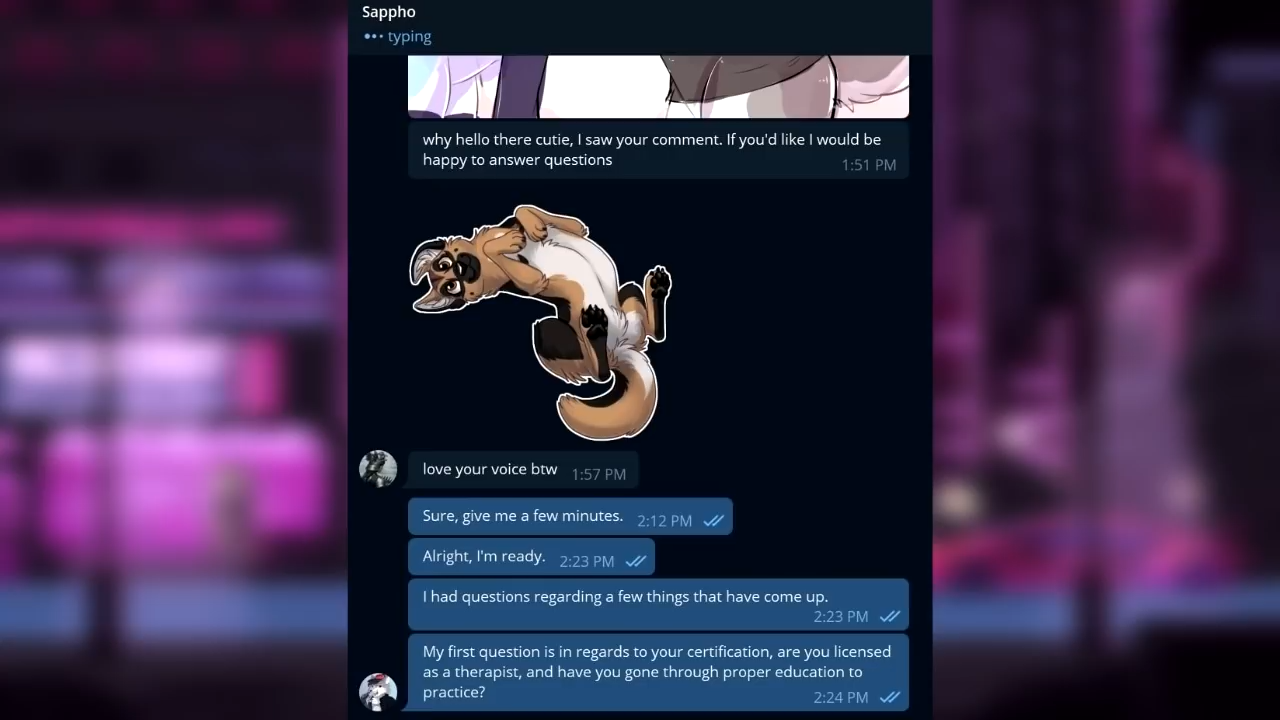 Sappho
••• typing
why hello there cutie, I saw your comment. If you'd like I would be
happy to answer questions
1:51 PM
love your voice btw
1:57 PM
Sure, give me a few minutes.
2:12 PM
Alright, I'm ready.
2:23 PM
I had questions regarding a few things that have come up.
2:23 PM
My first question is in regards to your certification, are you licensed
as a therapist, and have you gone through proper education to
practice?
2:24 PM